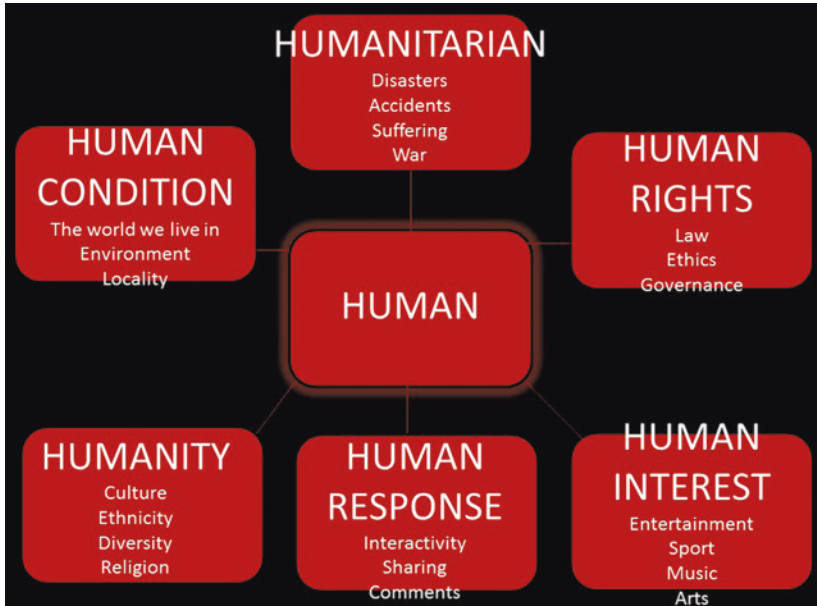 HUMANITARIAN
Disasters
Accidents
Suffering
War
HUMAN
CONDITION
The world we live in
Environment
Locality
HUMAN
RIGHTS
Law
Ethics
Governance
HUMAN
HUMANITY
Culture
Ethnicity
Diversity
Religion
HUMAN
RESPONSE
Interactivity
Sharing
Comments
HUMAN
INTEREST
Entertainment
Sport
Music
Arts